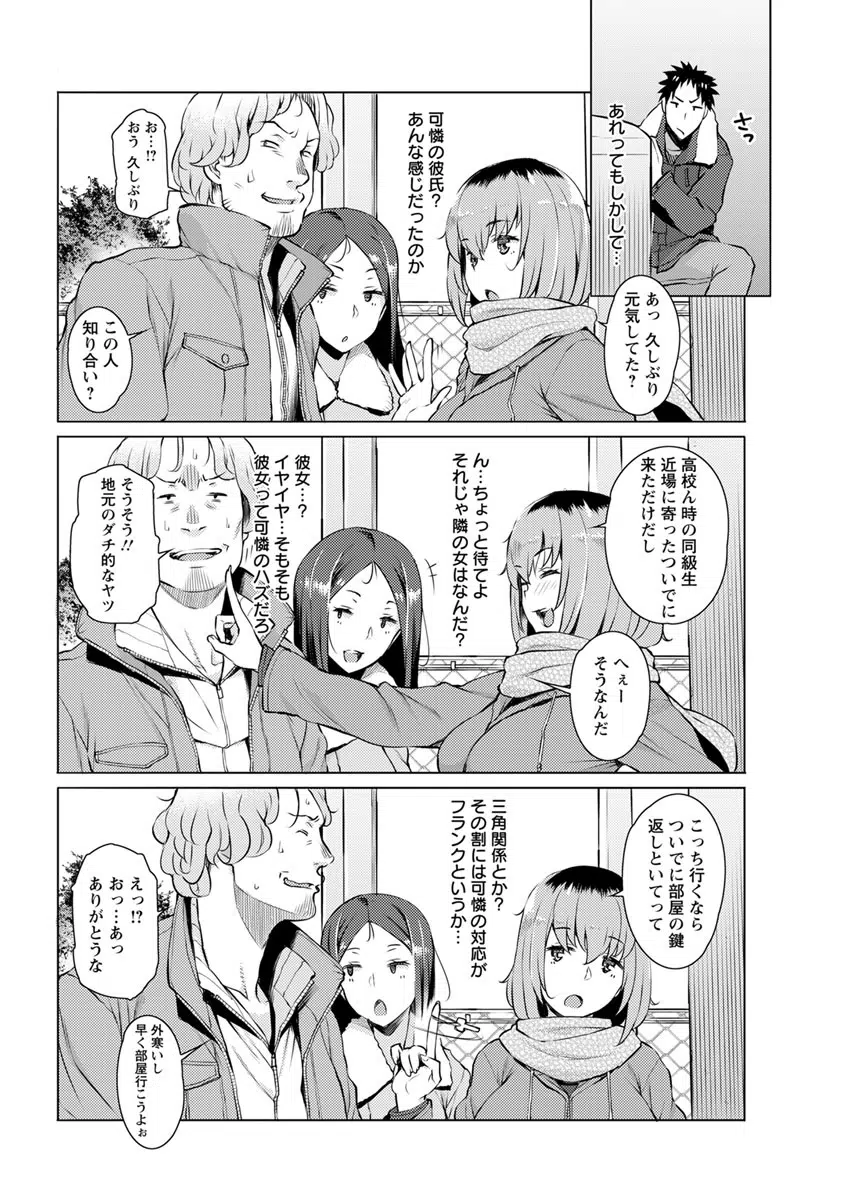 あれってもしかして…
さっ
あっ 久しぶり
元気してた?
可憐の彼氏?
あんな感じだったのか
お…!?
おう 久しぶり
この人
知り合い?
高校ん時の同級生
近場に寄ったついでに
来ただけだし
へぇー
そうなんだ
ん…ちょっと待てよ
それじゃ隣の女はなんだ?
彼女…?
イヤイヤ…そもそも
彼女って可憐のハズだろ
そうそう!!
地元のダチ的なヤツ
こっち行くなら
ついでに部屋の鍵
返しといてって
三角関係とか?
その割には可憐の対応が
フランクというか…
えっ!?
おっ…あっ
ありがとうな
外寒いし
早く部屋行こうよぉ